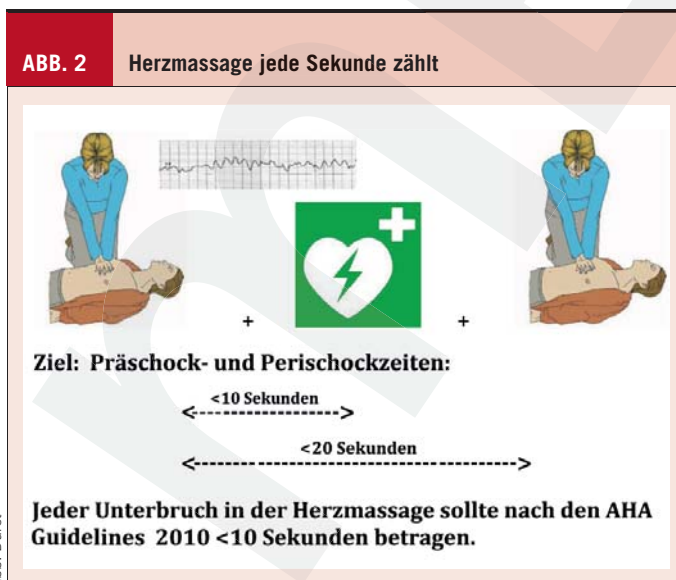 ABB. 2 Herzmassage jede Sekunde zählt
+ +
Ziel: Präschock- und Perischockzeiten:
<10 Sekunden
<20 Sekunden
Jeder Unterbruch in der Herzmassage sollte nach den AHA
Guidelines 2010 <10 Sekunden betragen.